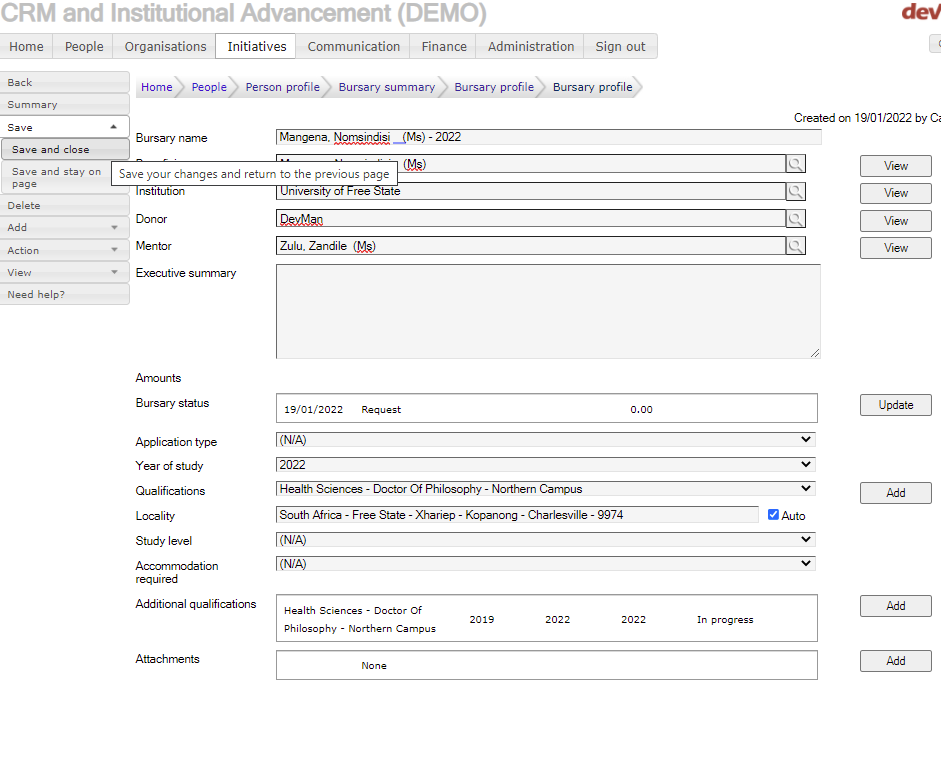 CRM and Institutional Advancement (DEMO)
dev
Home People Organisations Initiatives Communication Finance Administration Sign out
Back
Summary
Save
Save and close
Save and stay on
page
Delete
Add
Action
View
Need help?
Home People Person profile Bursary summary Bursary profile Bursary profile
Created on 19/01/2022 by Ca
Bursary name Mangena, Nomsindisi (Ms) - 2022
(Ms) View
Save your changes and return to the previous page
Institution University of Free State View
Donor DevMan View
Mentor Zulu, Zandile (Ms) View
Executive summary
Amounts
Bursary status 19/01/2022 Request 0.00 Update
Application type (N/A)
Year of study 2022
Qualifications Health Sciences - Doctor Of Philosophy - Northern Campus Add
Locality South Africa - Free State - Xhariep - Kopanong - Charlesville - 9974 Auto
Study level (N/A)
Accommodation
required (N/A)
Additional qualifications Health Sciences - Doctor Of
Philosophy - Northern Campus 2019 2022 2022 In progress Add
Attachments None Add